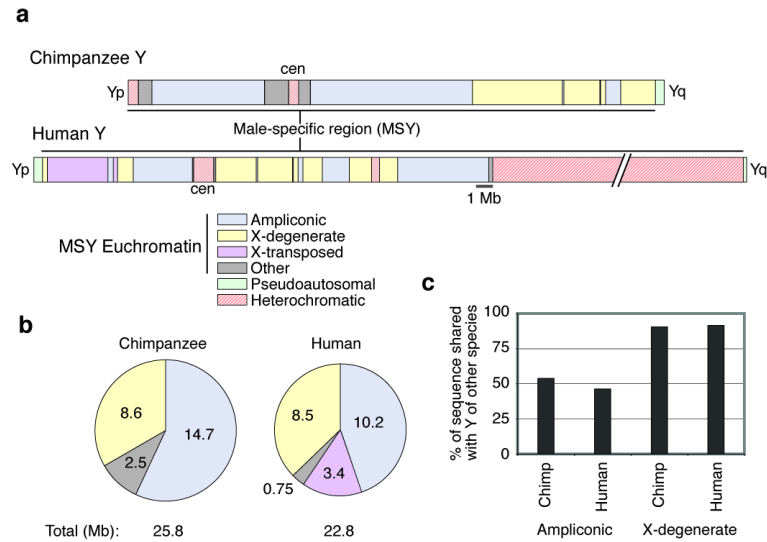 a
Chimpanzee Y
cen
Yp
Yq
Male-specific region (MSY)
Human Y
Yp
Yq
cen
1 Mb
MSY Euchromatin
Ampliconic
X-degenerate
X-transposed
Other
Pseudoautosomal
Heterochromatic
b
Chimpanzee
Human
8.6
14.7
2.5
8.5
10.2
3.4
0.75
Total (Mb):
25.8
22.8
c
% of sequence shared
with Y of other species
100
75
50
25
0
Chimp
Human
Chimp
Human
Ampliconic
X-degenerate